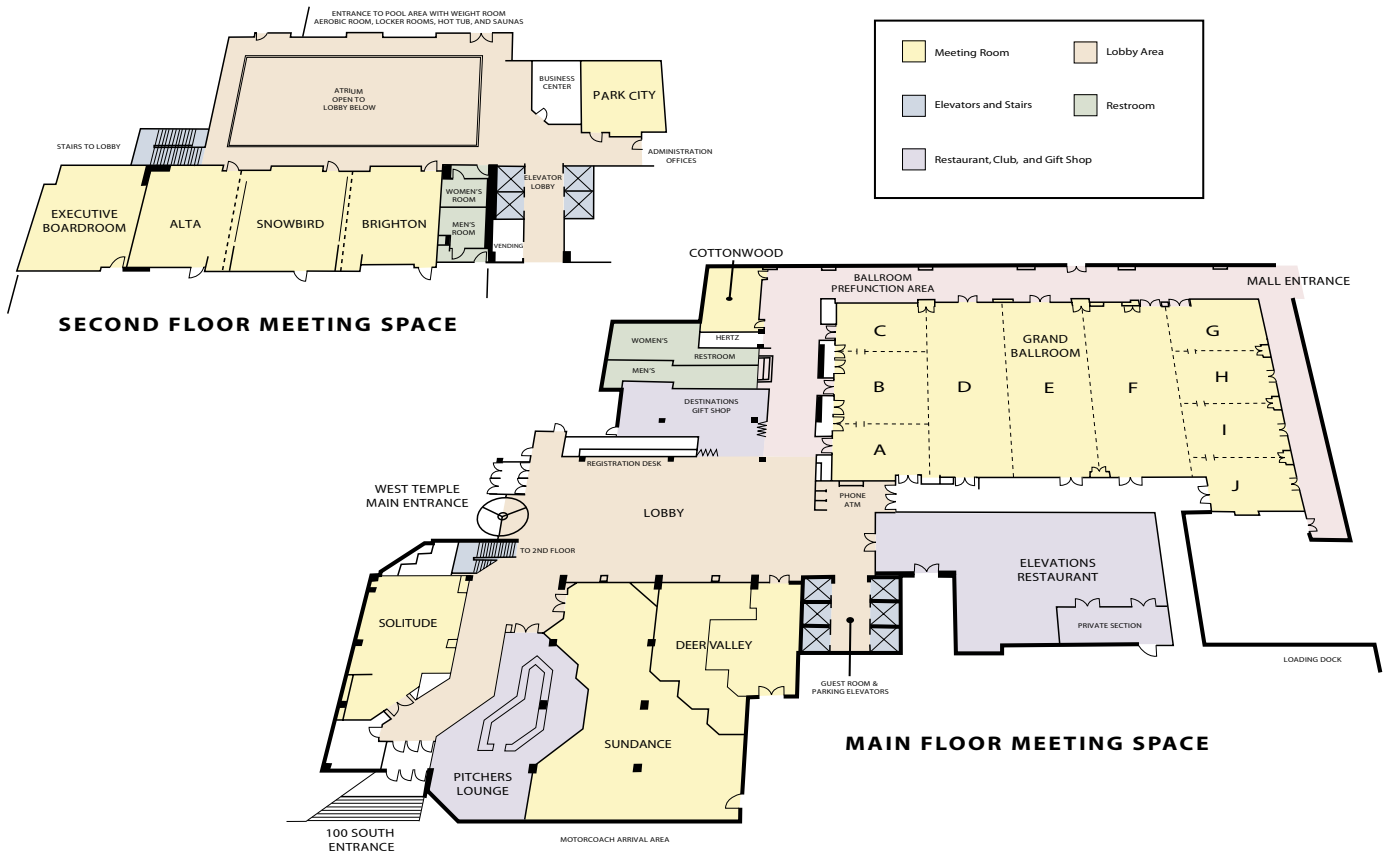 ENTRANCE TO POOL AREA WITH WEIGHT ROOM
AEROBIC ROOM, LOCKER ROOMS, HOT TUB, AND SAUNAS
ATRIUM
OPEN TO
LOBBY BELOW
BUSINESS
CENTER
PARK CITY
STAIRS TO LOBBY
ADMINISTRATION
OFFICES
ELEVATOR
LOBBY
EXECUTIVE
BOARDROOM
ALTA
SNOWBIRD
BRIGHTON
WOMEN'S
ROOM
MEN'S
ROOM
VENDING
SECOND FLOOR MEETING SPACE
Meeting Room
Lobby Area
Elevators and Stairs
Restroom
Restaurant, Club, and Gift Shop
COTTONWOOD
BALLROOM
PREFUNCTION AREA
MALL ENTRANCE
HERTZ
WOMEN'S
RESTROOM
MEN'S
DESTINATIONS
GIFT SHOP
C
GRAND
BALLROOM
G
B
D
E
F
H
A
I
J
REGISTRATION DESK
WEST TEMPLE
MAIN ENTRANCE
LOBBY
PHONE
ATM
TO 2ND FLOOR
ELEVATIONS
RESTAURANT
PRIVATE SECTION
SOLITUDE
DEER VALLEY
LOADING DOCK
GUEST ROOM &
PARKING ELEVATORS
SUNDANCE
MAIN FLOOR MEETING SPACE
PITCHERS
LOUNGE
100 SOUTH
ENTRANCE
MOTORCOACH ARRIVAL AREA